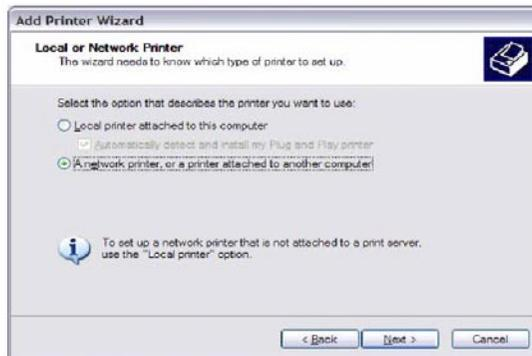 Add Printer Wizard
Local or Network Printer
The wizard needs to know which type of printer to set up.
Select the option that describes the printer you want to use:
Local printer attached to this computer
Automatically detect and install my Plug and Play printer
A network printer, or a printer attached to another computer
To set up a network printer that is not attached to a print server,
use the "Local printer" option.
< Back Next > Cancel